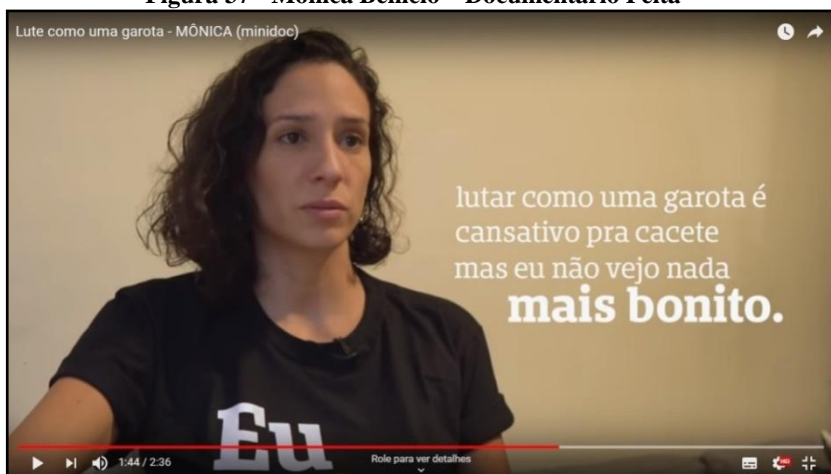 Figura 37 - Mônica Benício – Documentário Feita
Lute como uma garota - MÔNICA (minidoc)
lutar como uma garota é
cansativo pra cacete
mas eu não vejo nada
mais bonito.
Eu
1:44 / 2:36
Role para ver detalhes
HD